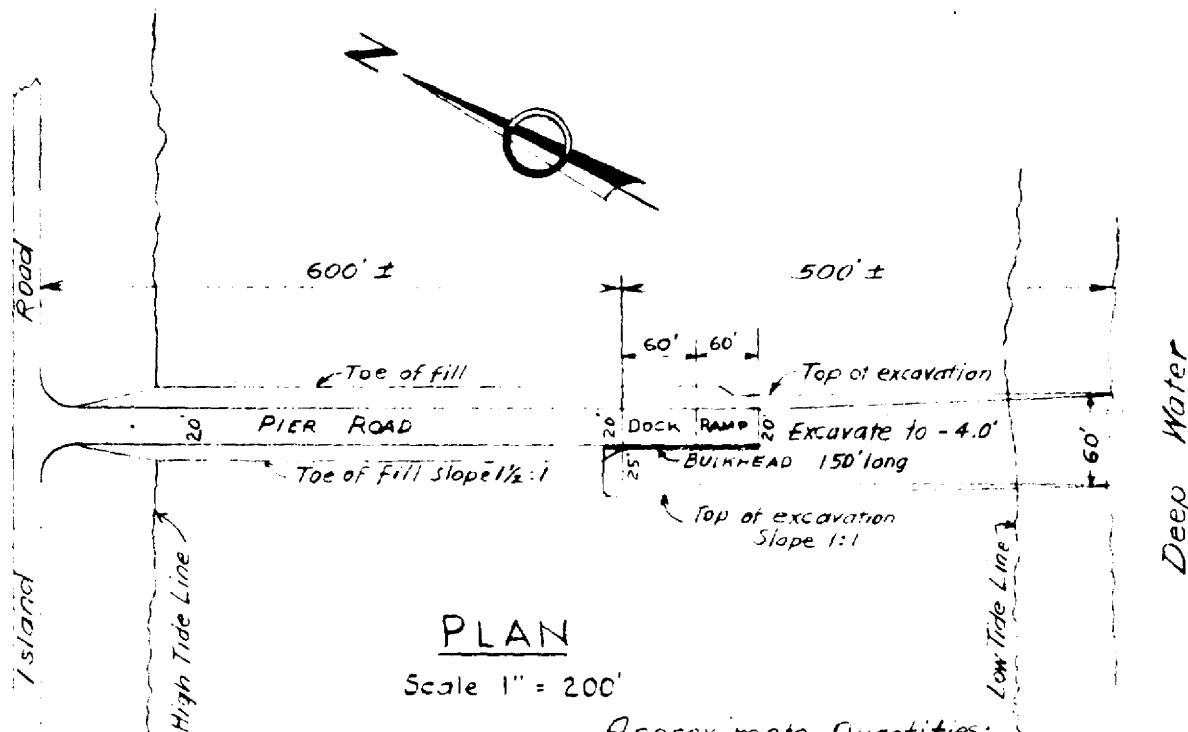 N
600' ±
500' ±
Road
60'
60'
Toe of fill
Top of excavation
Deep Water
20'
PIER ROAD
20'
DOCK
RAMP
20'
Excavate to -4.0'
60'
25'
BULKHEAD 150' long
Toe of fill Slope 1½:1
Top of excavation
Slope 1:1
Island
High Tide Line
Low Tide Line
PLAN
Scale 1" = 200'
Approximate Quantities: